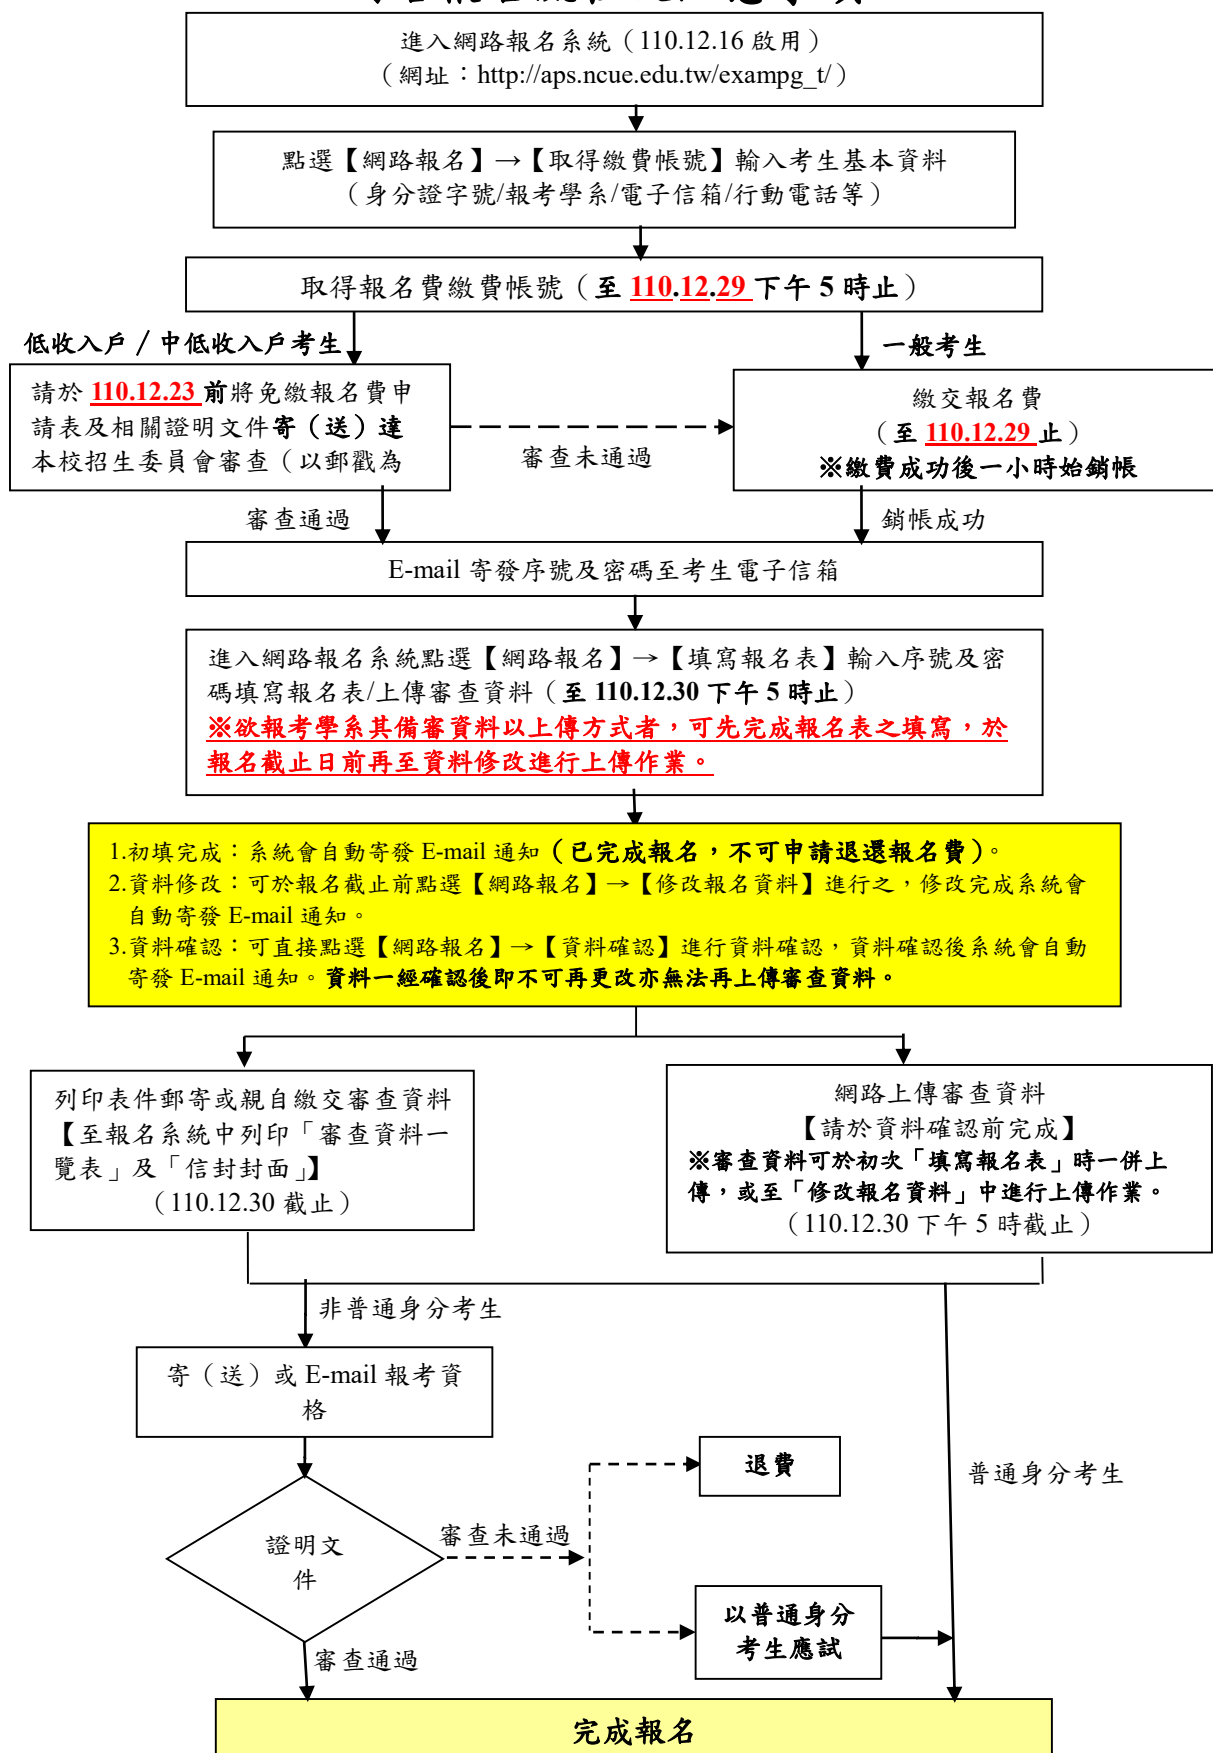 進入網路報名系統（110.12.16 啟用）
（網址：http://aps.ncue.edu.tw/exampg_t/）
點選【網路報名】→【取得繳費帳號】輸入考生基本資料
（身分證字號/報考學系/電子信箱/行動電話等）
取得報名費繳費帳號（至 110.12.29 下午 5 時止）
低收入戶／中低收入戶考生
一般考生
請於 110.12.23 前將免繳報名費申
請表及相關證明文件寄（送）達
本校招生委員會審查（以郵戳為
審查未通過
繳交報名費
（至 110.12.29 止）
※繳費成功後一小時始銷帳
審查通過
銷帳成功
E-mail 寄發序號及密碼至考生電子信箱
進入網路報名系統點選【網路報名】→【填寫報名表】輸入序號及密
碼填寫報名表/上傳審查資料（至 110.12.30 下午 5 時止）
※欲報考學系其備審資料以上傳方式者，可先完成報名表之填寫，於
報名截止日前再至資料修改進行上傳作業。
1.初填完成：系統會自動寄發 E-mail 通知（已完成報名，不可申請退還報名費）。
2.資料修改：可於報名截止前點選【網路報名】→【修改報名資料】進行之，修改完成系統會
自動寄發 E-mail 通知。
3.資料確認：可直接點選【網路報名】→【資料確認】進行資料確認，資料確認後系統會自動
寄發 E-mail 通知。資料一經確認後即不可再更改亦無法再上傳審查資料。
列印表件郵寄或親自繳交審查資料
【至報名系統中列印「審查資料一
覽表」及「信封封面」】
（110.12.30 截止）
網路上傳審查資料
【請於資料確認前完成】
※審查資料可於初次「填寫報名表」時一併上
傳，或至「修改報名資料」中進行上傳作業。
（110.12.30 下午 5 時截止）
非普通身分考生
寄（送）或 E-mail 報考資
格
退費
普通身分考生
證明文
件
審查未通過
以普通身分
考生應試
審查通過
完成報名